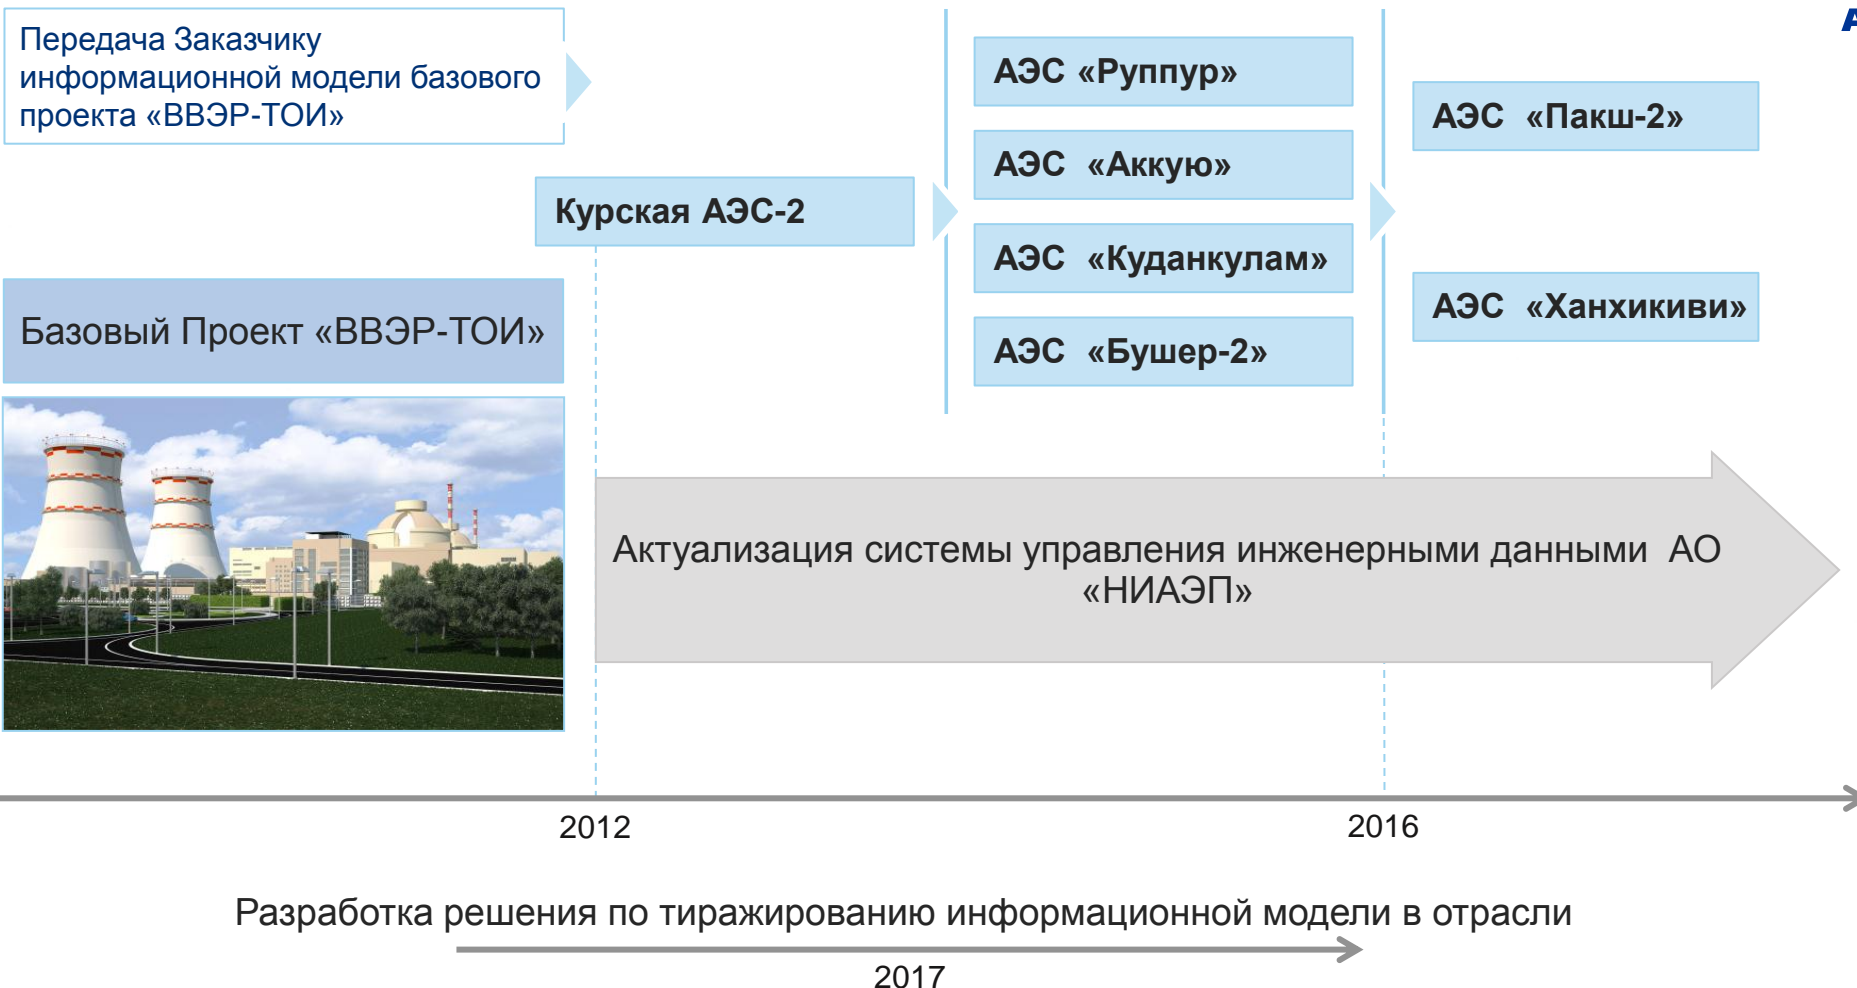 Передача Заказчику
информационной модели базового
проекта «ВВЭР-ТОИ»
Курская АЭС-2
Базовый Проект «ВВЭР-ТОИ»
АЭС «Руппур»
АЭС «Аккую»
АЭС «Куданкулам»
АЭС «Бушер-2»
АЭС «Пакш-2»
АЭС «Ханхикиви»
Актуализация системы управления инженерными данными АО
«НИАЭП»
2012
2016
Разработка решения по тиражированию информационной модели в отрасли
2017